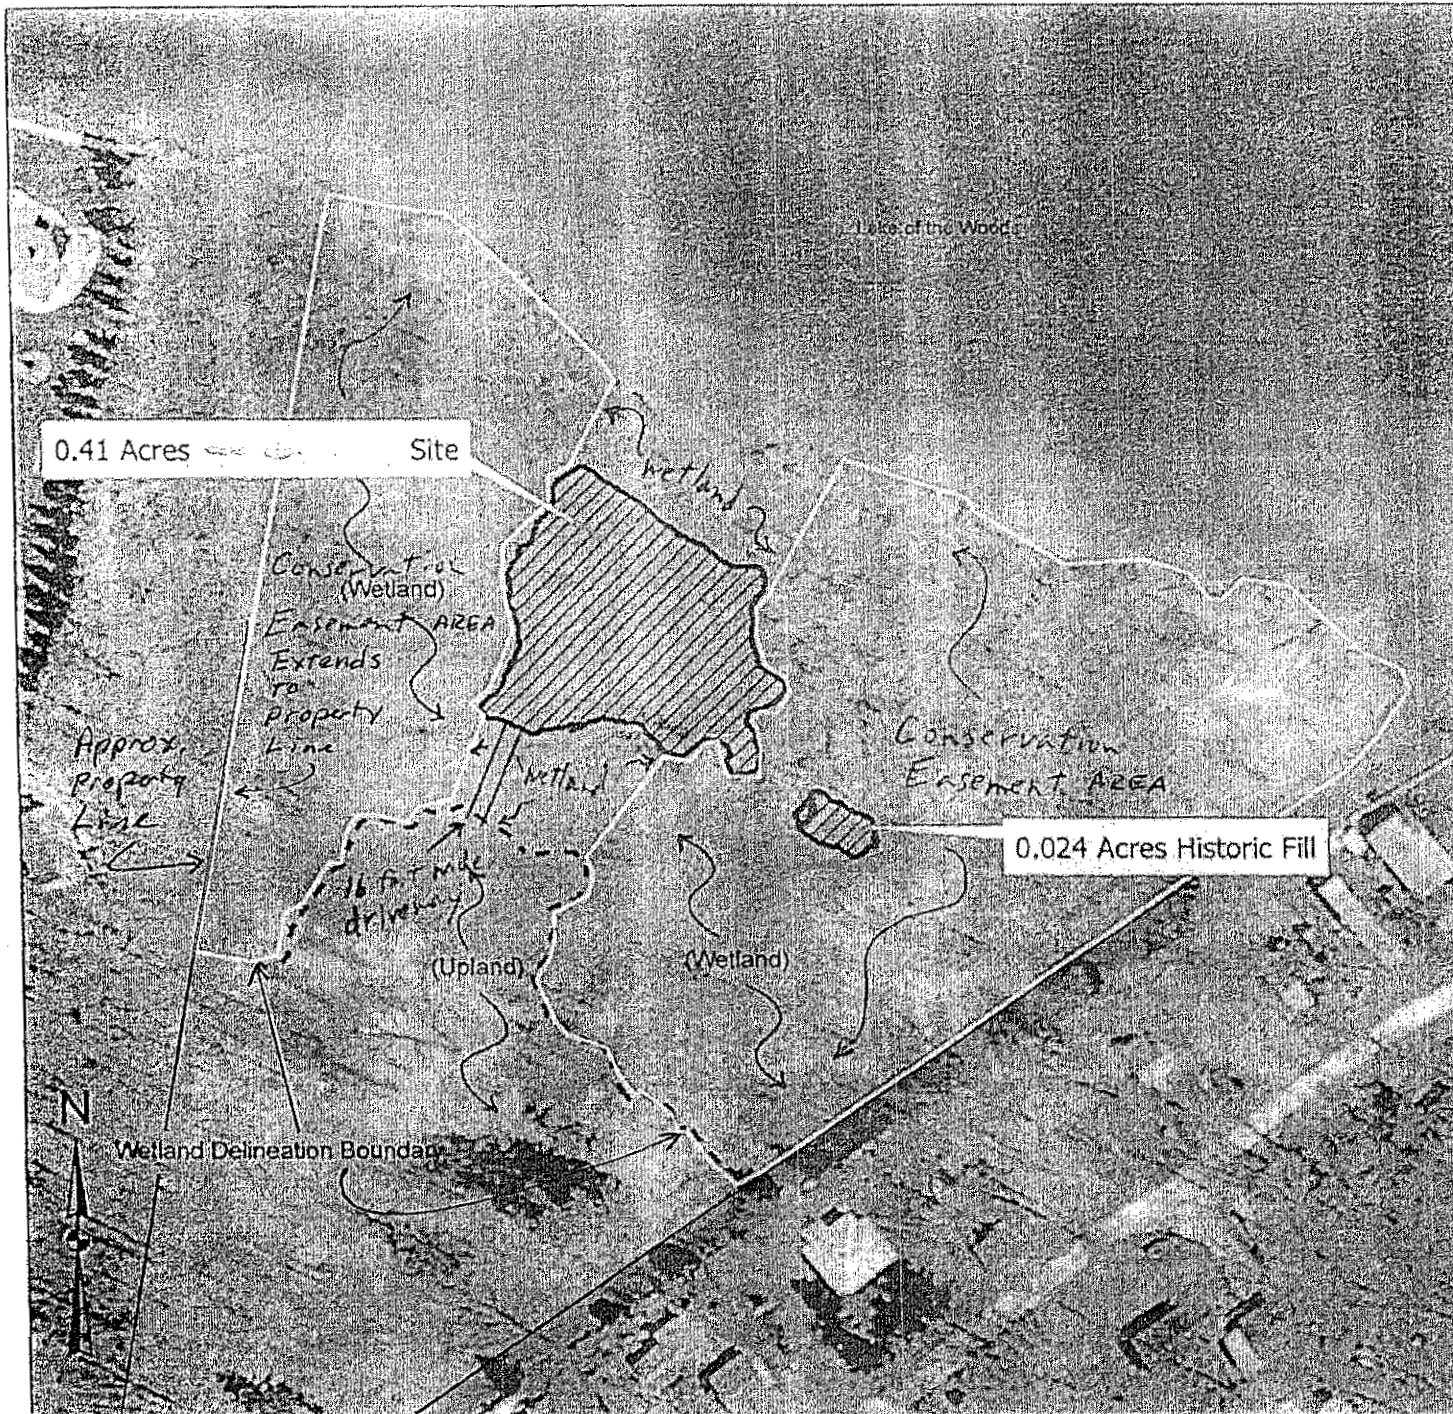 Lake of the Woods
0.41 Acres Site
wetland
Conservation
(Wetland)
Easement AREA
Extends
to
property
Line
Approx.
property
Line
Conservation
Easement AREA
wetland
0.024 Acres Historic Fill
16 foot wide
driveway
(Upland)
(Wetland)
N
Wetland Delineation Boundary